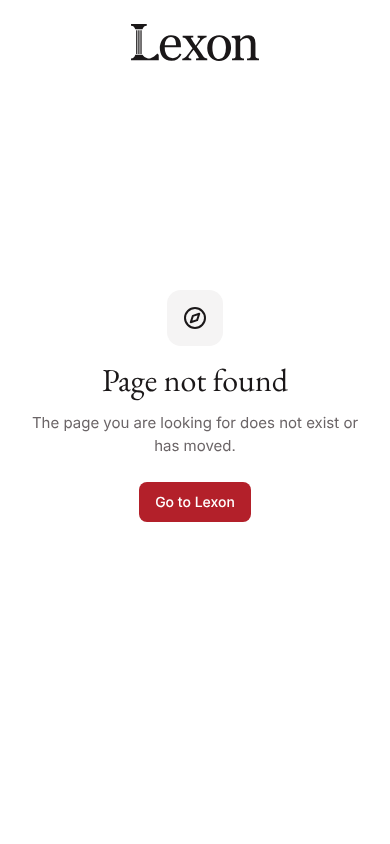 Lexon
Page not found
The page you are looking for does not exist or
has moved.
Go to Lexon